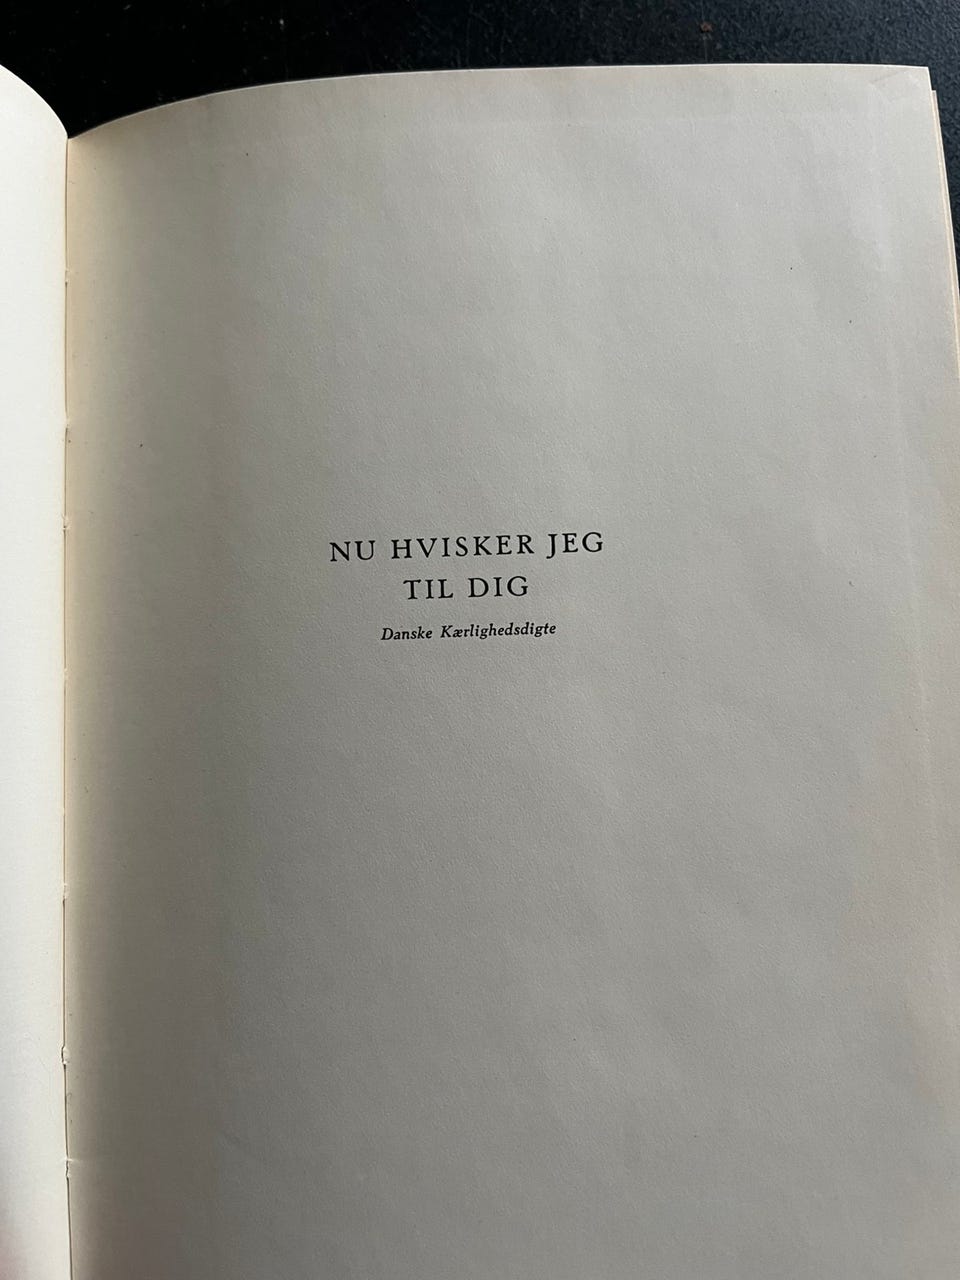 NU HVISKER JEG
TIL DIG
Danske Kærlighedsdigte